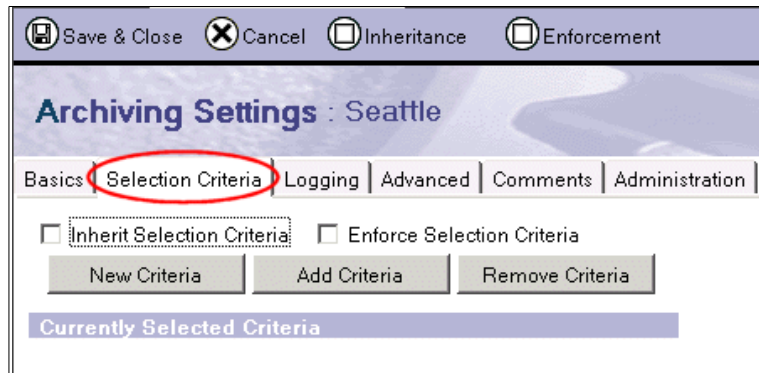 Save & Close Cancel Inheritance Enforcement
Archiving Settings : Seattle
Basics Selection Criteria Logging Advanced Comments Administration
Inherit Selection Criteria Enforce Selection Criteria
New Criteria Add Criteria Remove Criteria
Currently Selected Criteria